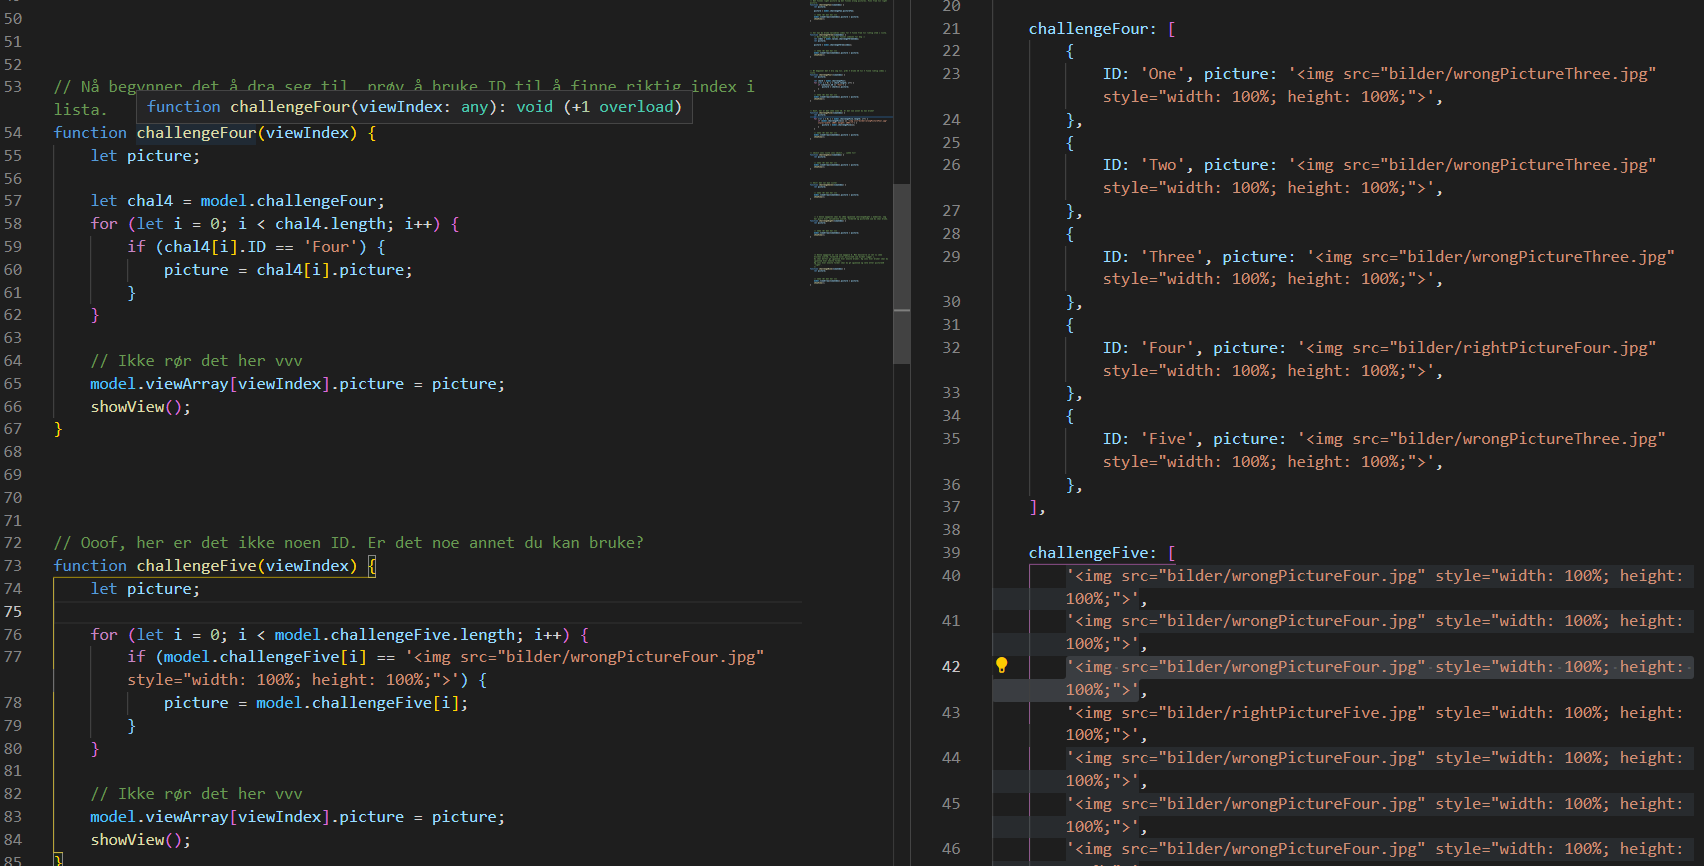 50
51
52
53 // Nå begynner det å dra seg til, prøv å bruke ID til å finne riktig index i
lista.
function challengeFour(viewIndex: any): void (+1 overload)
54 function challengeFour(viewIndex) {
55 let picture;
56
57 let chal4 = model.challengeFour;
58 for (let i = 0; i < chal4.length; i++) {
59 if (chal4[i].ID == 'Four') {
60 picture = chal4[i].picture;
61 }
62 }
63
64 // Ikke rør det her vvv
65 model.viewArray[viewIndex].picture = picture;
66 showView();
67 }
68
69
70
71
72 // Ooof, her er det ikke noen ID. Er det noe annet du kan bruke?
73 function challengeFive(viewIndex) {
74 let picture;
75
76 for (let i = 0; i < model.challengeFive.length; i++) {
77 if (model.challengeFive[i] == '<img src="bilder/wrongPictureFour.jpg"
style="width: 100%; height: 100%;">') {
78 picture = model.challengeFive[i];
79 }
80 }
81
82 // Ikke rør det her vvv
83 model.viewArray[viewIndex].picture = picture;
84 showView();
85 }
20
21 challengeFour: [
22 {
23 ID: 'One', picture: '<img src="bilder/wrongPictureThree.jpg"
style="width: 100%; height: 100%;">',
24 },
25 {
26 ID: 'Two', picture: '<img src="bilder/wrongPictureThree.jpg"
style="width: 100%; height: 100%;">',
27 },
28 {
29 ID: 'Three', picture: '<img src="bilder/wrongPictureThree.jpg"
style="width: 100%; height: 100%;">',
30 },
31 {
32 ID: 'Four', picture: '<img src="bilder/rightPictureFour.jpg"
style="width: 100%; height: 100%;">',
33 },
34 {
35 ID: 'Five', picture: '<img src="bilder/wrongPictureThree.jpg"
style="width: 100%; height: 100%;">',
36 },
37 ],
38
39 challengeFive: [
40 '<img src="bilder/wrongPictureFour.jpg" style="width: 100%; height:
100%;">',
41 '<img src="bilder/wrongPictureFour.jpg" style="width: 100%; height:
100%;">',
42 '<img src="bilder/wrongPictureFour.jpg" style="width: 100%; height:
100%;">',
43 '<img src="bilder/rightPictureFive.jpg" style="width: 100%; height:
100%;">',
44 '<img src="bilder/wrongPictureFour.jpg" style="width: 100%; height:
100%;">',
45 '<img src="bilder/wrongPictureFour.jpg" style="width: 100%; height:
100%;">',
46 '<img src="bilder/wrongPictureFour.jpg" style="width: 100%; height: